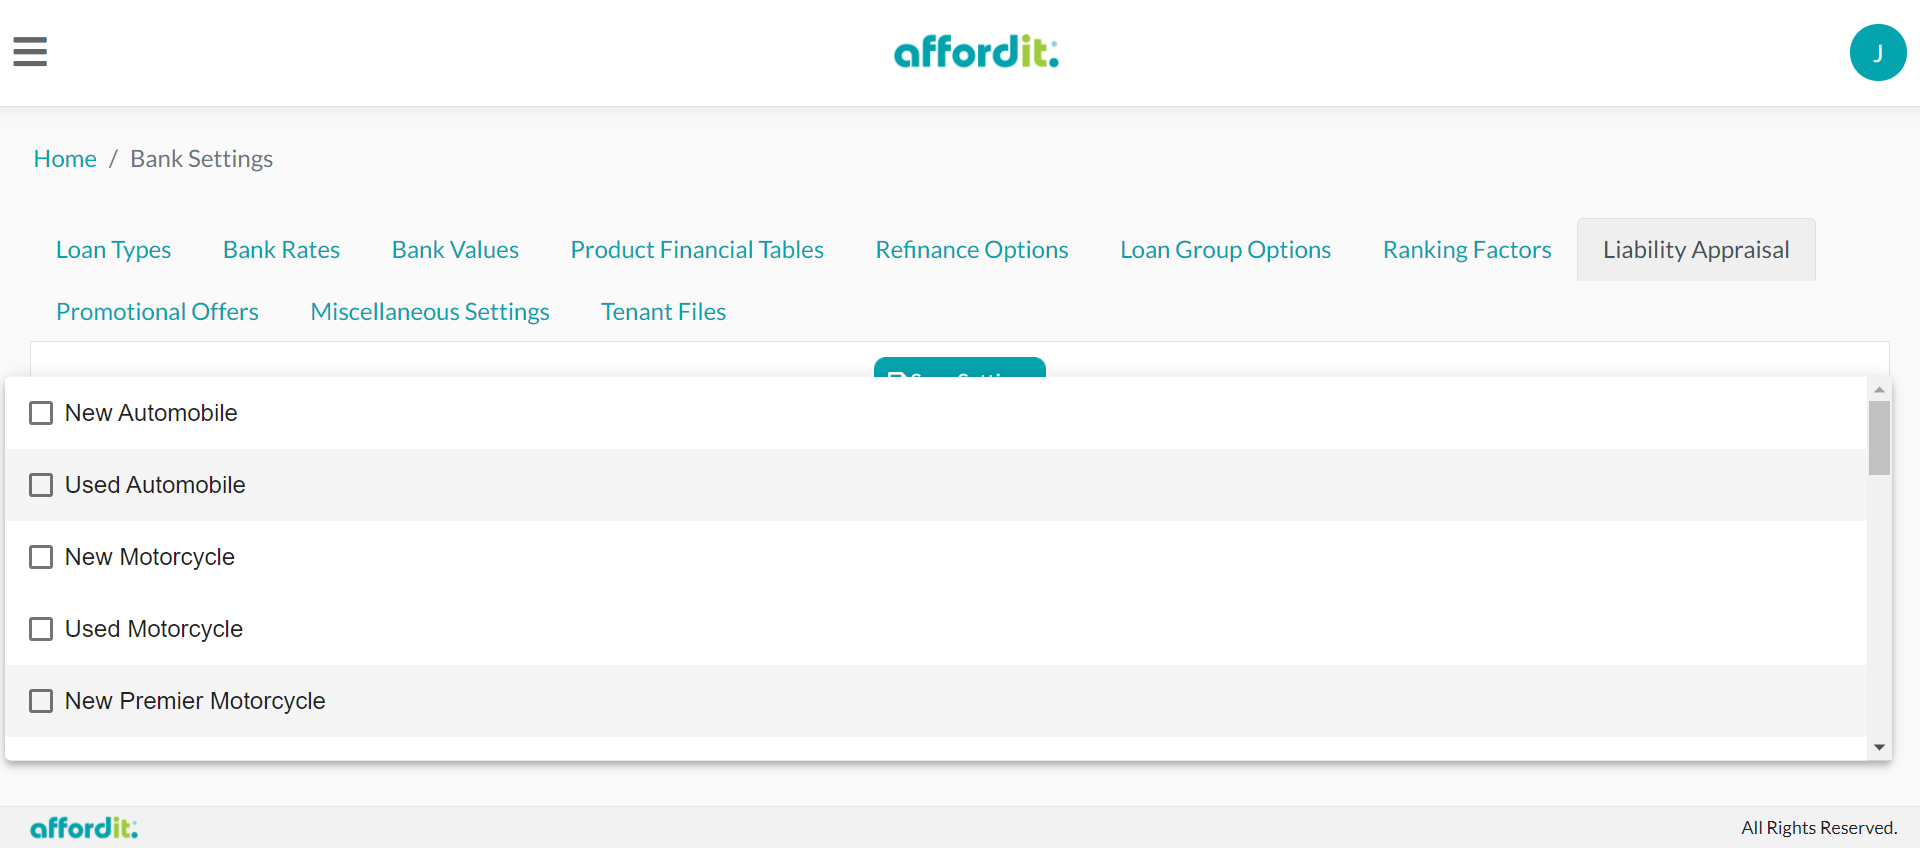 affordit.
J
Home / Bank Settings
Loan Types Bank Rates Bank Values Product Financial Tables Refinance Options Loan Group Options Ranking Factors Liability Appraisal
Promotional Offers Miscellaneous Settings Tenant Files
New Automobile
Used Automobile
New Motorcycle
Used Motorcycle
New Premier Motorcycle
affordit.
All Rights Reserved.